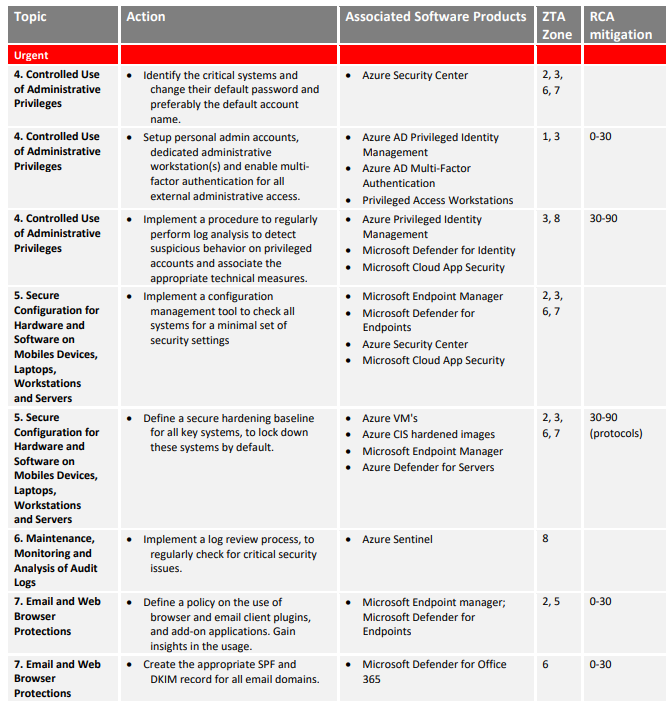 Topic
Action
Associated Software Products
ZTA
Zone
RCA
mitigation
Urgent
4. Controlled Use
of Administrative
Privileges
• Identify the critical systems and
change their default password and
preferably the default account
name.
• Azure Security Center
2, 3,
6, 7
4. Controlled Use
of Administrative
Privileges
• Setup personal admin accounts,
dedicated administrative
workstation(s) and enable multi-
factor authentication for all
external administrative access.
• Azure AD Privileged Identity
Management
• Azure AD Multi-Factor
Authentication
• Privileged Access Workstations
1, 3
0-30
4. Controlled Use
of Administrative
Privileges
• Implement a procedure to regularly
perform log analysis to detect
suspicious behavior on privileged
accounts and associate the
appropriate technical measures.
• Azure Privileged Identity
Management
• Microsoft Defender for Identity
• Microsoft Cloud App Security
3, 8
30-90
5. Secure
Configuration for
Hardware and
Software on
Mobiles Devices,
Laptops,
Workstations
and Servers
• Implement a configuration
management tool to check all
systems for a minimal set of
security settings
• Microsoft Endpoint Manager
• Microsoft Defender for
Endpoints
• Azure Security Center
• Microsoft Cloud App Security
2, 3,
6, 7
5. Secure
Configuration for
Hardware and
Software on
Mobiles Devices,
Laptops,
Workstations
and Servers
• Define a secure hardening baseline
for all key systems, to lock down
these systems by default.
• Azure VM's
• Azure CIS hardened images
• Microsoft Endpoint Manager
• Azure Defender for Servers
2, 3,
6, 7
30-90
(protocols)
6. Maintenance,
Monitoring and
Analysis of Audit
Logs
• Implement a log review process, to
regularly check for critical security
issues.
• Azure Sentinel
8
7. Email and Web
Browser
Protections
• Define a policy on the use of
browser and email client plugins,
and add-on applications. Gain
insights in the usage.
• Microsoft Endpoint manager;
Microsoft Defender for
Endpoints
2, 5
0-30
7. Email and Web
Browser
Protections
• Create the appropriate SPF and
DKIM record for all email domains.
• Microsoft Defender for Office
365
6
0-30